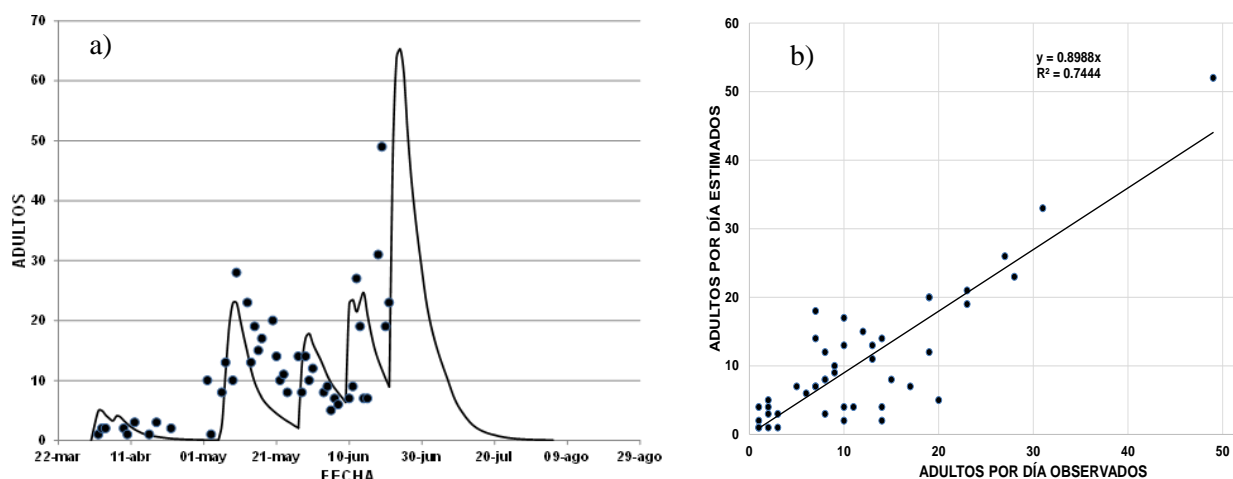 a)
70
60
50
40
30
20
10
0
ADULTOS
22-mar 11-abr 01-may 21-may 10-jun 30-jun 20-jul 09-ago 29-ago
FECHA
b)
y = 0.8988x
R² = 0.7444
60
50
40
30
20
10
0
ADULTOS POR DÍA ESTIMADOS
0 10 20 30 40 50
ADULTOS POR DÍA OBSERVADOS